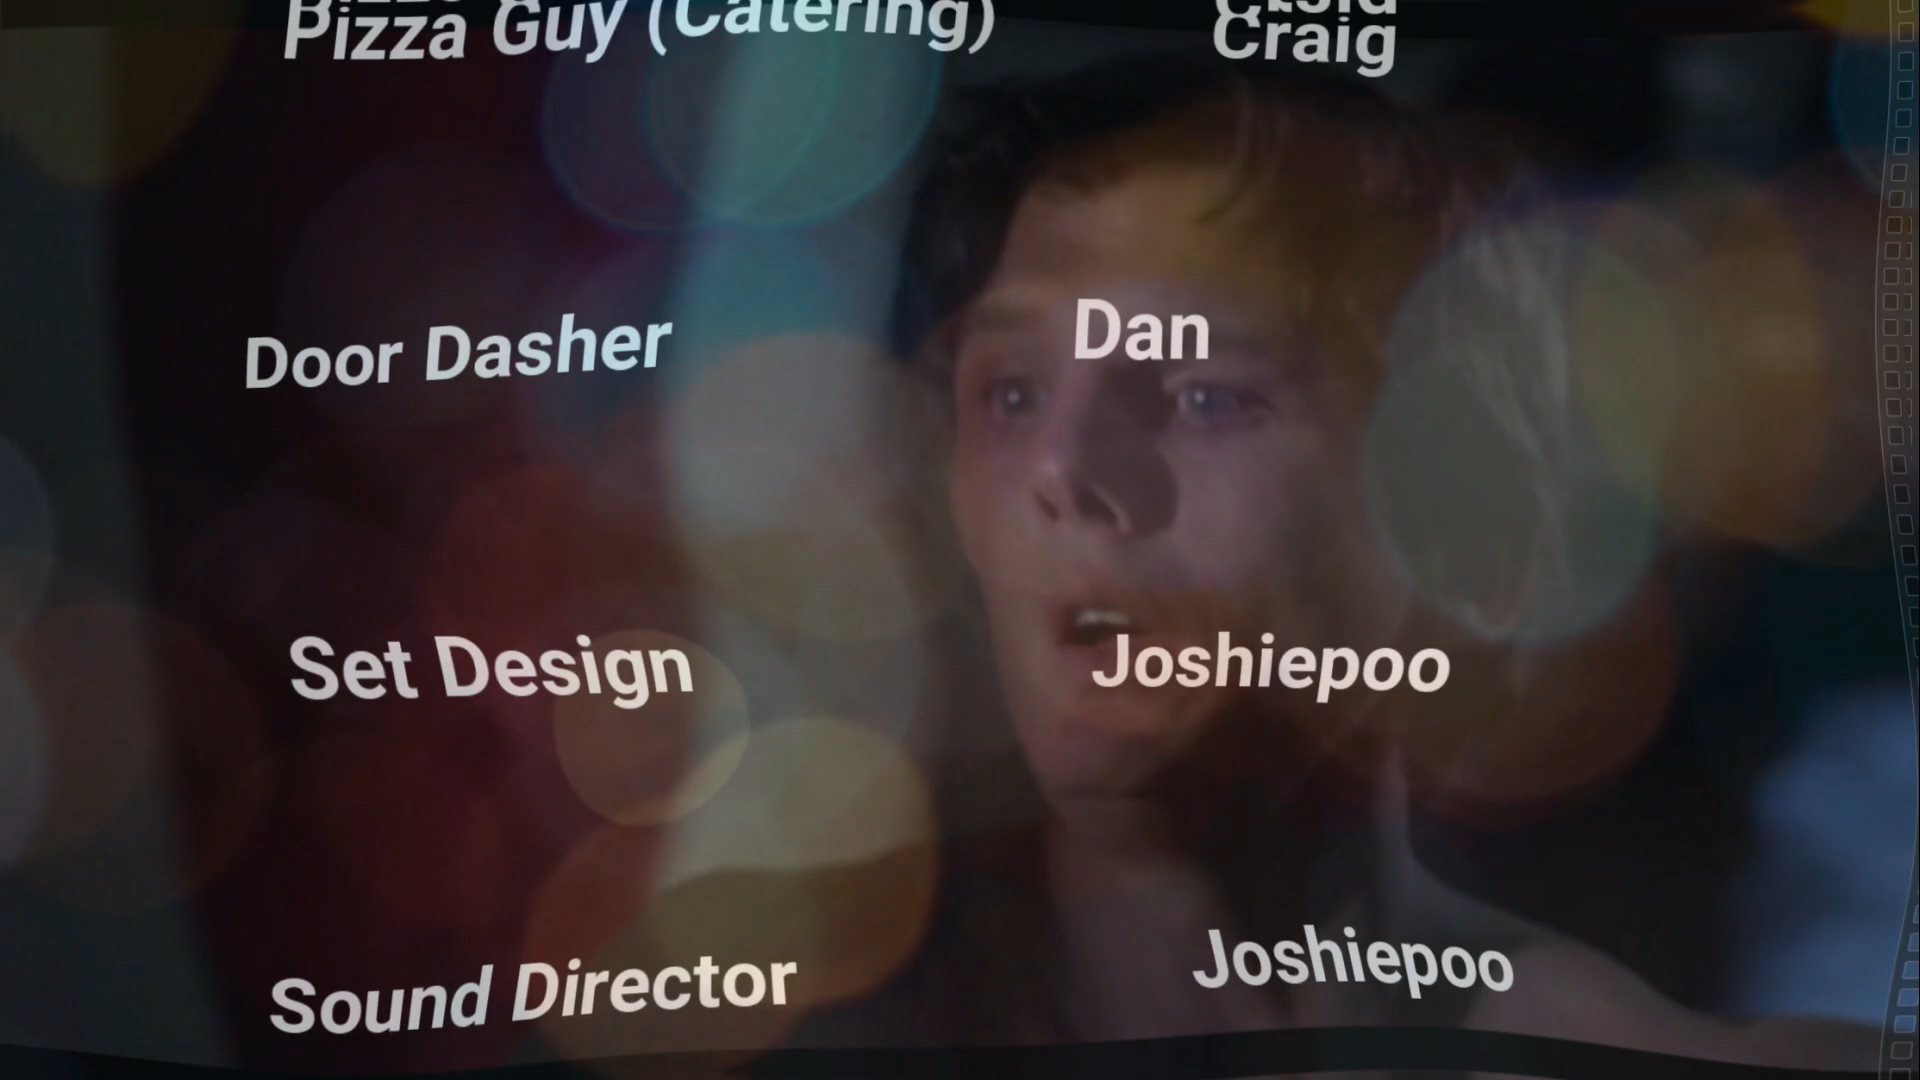 Pizza Guy (Catering) Craig
Door Dasher Dan
Set Design Joshiepoo
Sound Director Joshiepoo